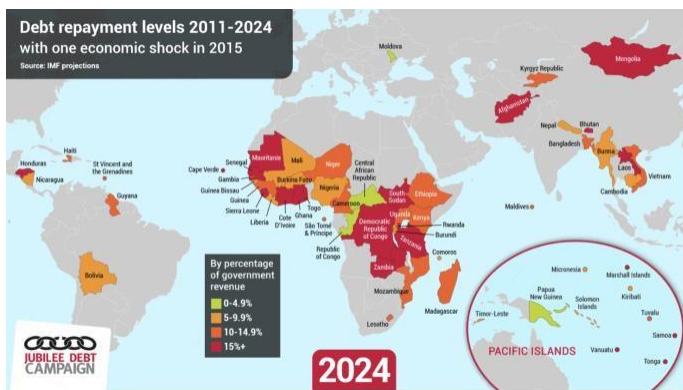 Debt repayment levels 2011-2024
with one economic shock in 2015
Source: IMF projections
Moldova
Mongolia
Kyrgyz Republic
Afghanistan
Nepal
Bhutan
Bangladesh
Burma
Laos
Vietnam
Cambodia
Maldives
Haiti
Honduras
Nicaragua
St Vincent and
the Grenadines
Guyana
Bolivia
Mauritania
Mali
Niger
Senegal
Cape Verde
Gambia
Guinea Bissau
Guinea
Sierra Leone
Liberia
Cote
D'Ivoire
Ghana
Togo
Burkina Faso
Nigeria
São Tomé
& Príncipe
Cameroon
Central
African
Republic
Republic
of Congo
Democratic
Republic
of Congo
South
Sudan
Ethiopia
Uganda
Kenya
Rwanda
Burundi
Tanzania
Comoros
Zambia
Mozambique
Madagascar
Lesotho
By percentage
of government
revenue
0-4.9%
5-9.9%
10-14.9%
15%+
Micronesia
Marshall Islands
Papua
New Guinea
Solomon
Islands
Kiribati
Timor-Leste
Tuvalu
Samoa
Vanuatu
Tonga
PACIFIC ISLANDS
JUBILEE DEBT
CAMPAIGN
2024